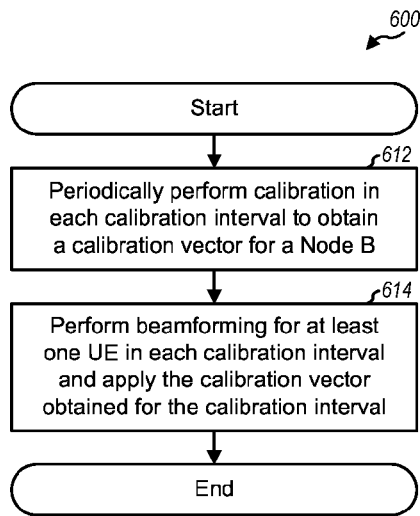 600
Start
612
Periodically perform calibration in
each calibration interval to obtain
a calibration vector for a Node B
614
Perform beamforming for at least
one UE in each calibration interval
and apply the calibration vector
obtained for the calibration interval
End